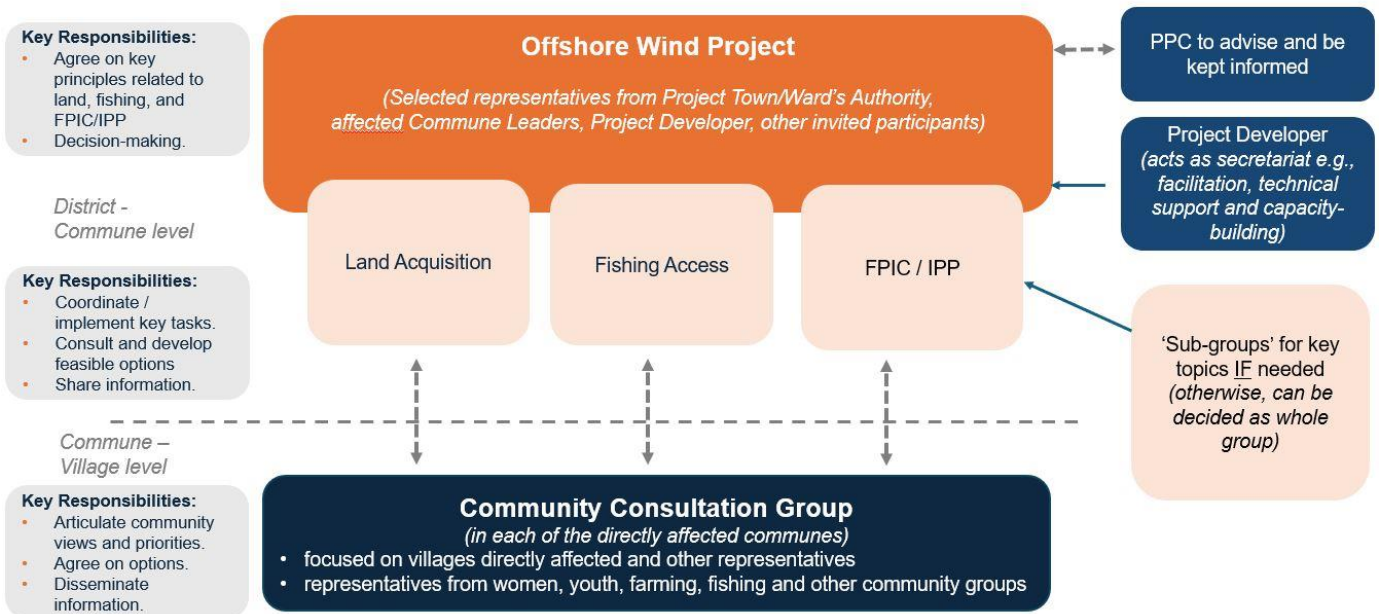 Key Responsibilities:
• Agree on key
principles related to
land, fishing, and
FPIC/IPP
• Decision-making.
Offshore Wind Project
(Selected representatives from Project Town/Ward's Authority,
affected Commune Leaders, Project Developer, other invited participants)
PPC to advise and be
kept informed
Project Developer
(acts as secretariat e.g.,
facilitation, technical
support and capacity-
building)
District -
Commune level
Land Acquisition
Fishing Access
FPIC / IPP
Key Responsibilities:
• Coordinate /
implement key tasks.
• Consult and develop
feasible options
• Share information.
'Sub-groups' for key
topics IF needed
(otherwise, can be
decided as whole
group)
Commune –
Village level
Key Responsibilities:
• Articulate community
views and priorities.
• Agree on options.
• Disseminate
information.
Community Consultation Group
(in each of the directly affected communes)
• focused on villages directly affected and other representatives
• representatives from women, youth, farming, fishing and other community groups